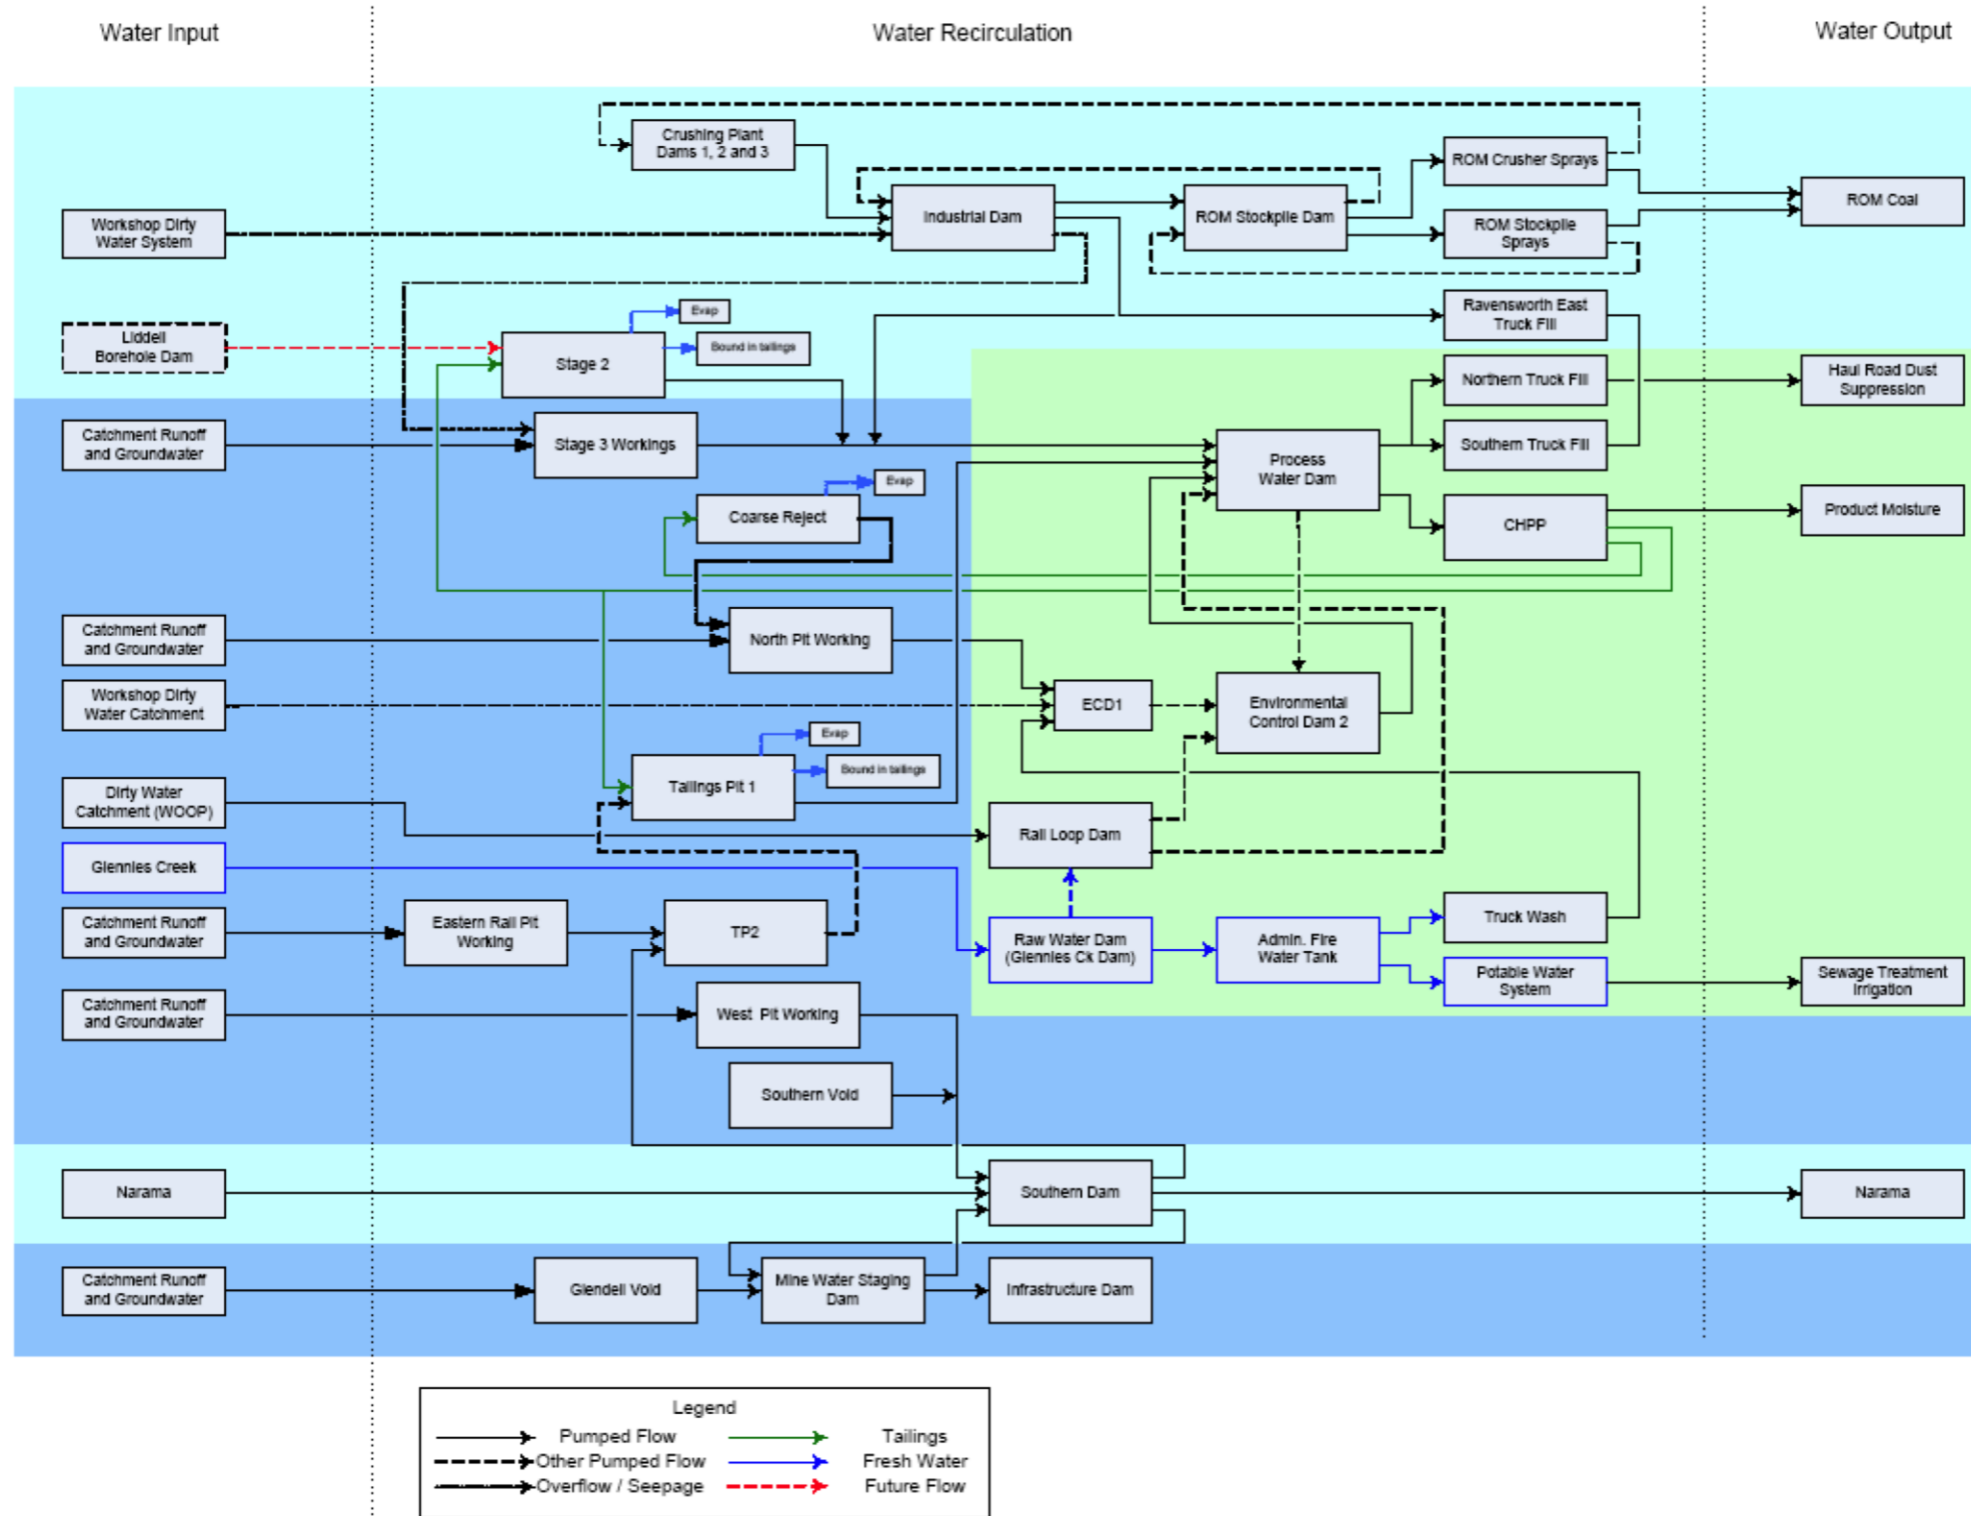 Water Input
Water Recirculation
Water Output
Crushing Plant
Dams 1, 2 and 3
ROM Crusher Sprays
ROM Coal
Workshop Dirty
Water System
Industrial Dam
ROM Stockpile Dam
ROM Stockpile
Sprays
Evap
Ravensworth East
Truck Fill
Liddell
Borehole Dam
Stage 2
Bound in tailings
Northern Truck Fill
Haul Road Dust
Suppression
Catchment Runoff
and Groundwater
Stage 3 Workings
Southern Truck Fill
Process
Water Dam
Evap
Coarse Reject
CHPP
Product Moisture
Catchment Runoff
and Groundwater
North Pit Working
Workshop Dirty
Water Catchment
ECD1
Environmental
Control Dam 2
Evap
Bound in tailings
Tailings Pit 1
Dirty Water
Catchment (WOOP)
Rail Loop Dam
Glennies Creek
Catchment Runoff
and Groundwater
Eastern Rail Pit
Working
TP2
Raw Water Dam
(Glennies Ck Dam)
Admin. Fire
Water Tank
Truck Wash
Potable Water
System
Sewage Treatment
Irrigation
Catchment Runoff
and Groundwater
West Pit Working
Southern Void
Narama
Southern Dam
Narama
Catchment Runoff
and Groundwater
Glendell Void
Mine Water Staging
Dam
Infrastructure Dam
Legend
Pumped Flow
Tailings
Other Pumped Flow
Fresh Water
Overflow / Seepage
Future Flow